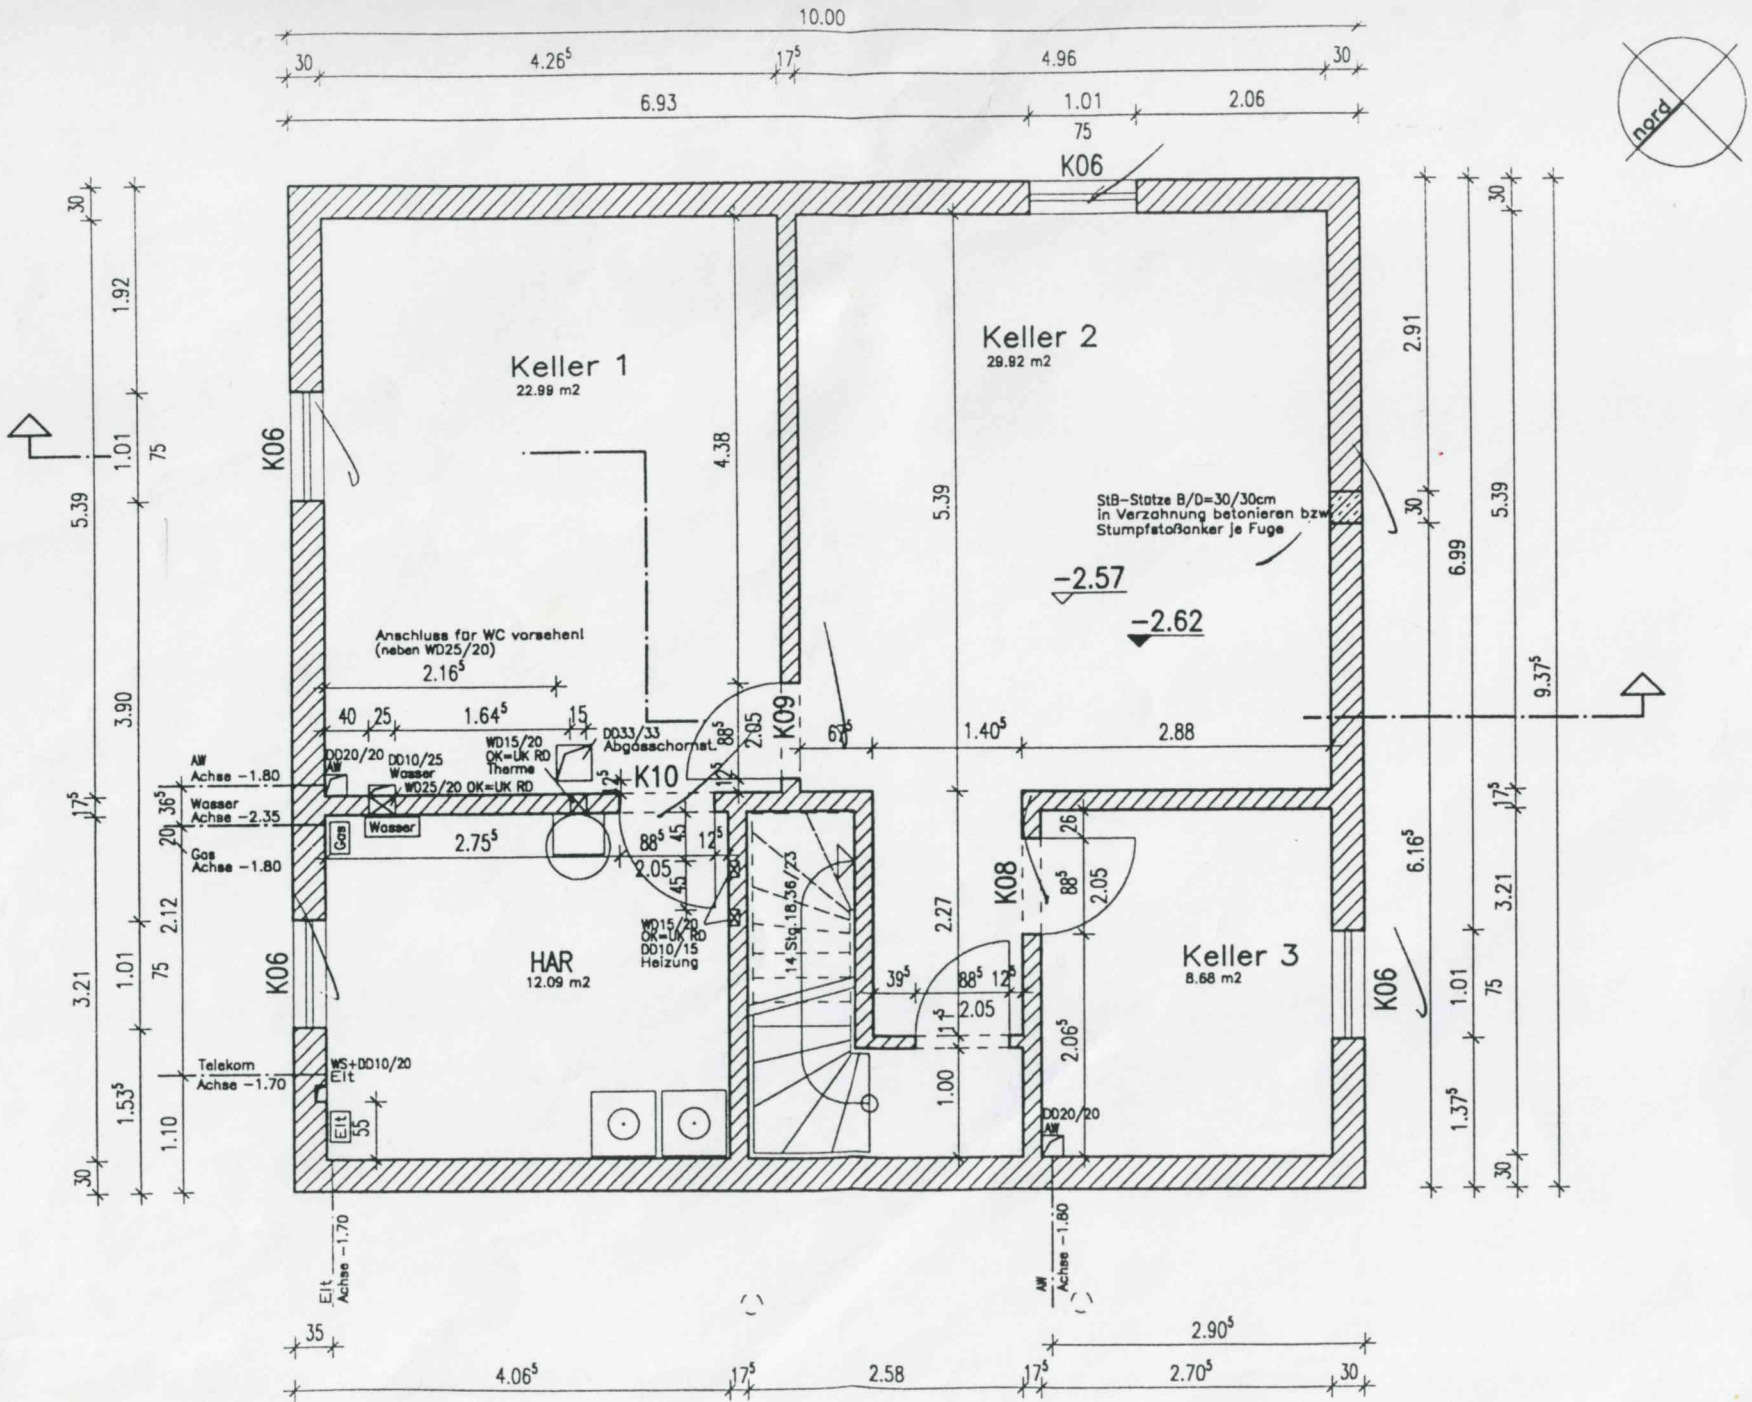 10.00
30 4.26⁵ 17⁵ 4.96 30
6.93 1.01 2.06
75
nord
K06
30
1.92
1.01
75
5.39
3.90
17⁵
36⁵
20
2.12
3.21
1.01
75
1.53⁵
1.10
30
K06
K06
Keller 1
22.99 m2
4.38
Keller 2
29.92 m2
5.39
StB-Stütze B/D=30/30cm
in Verzahnung betonieren bzw
Stumpfstoßanker je Fuge
-2.57
-2.62
2.91
30
6.99
30
5.39
9.37⁵
17⁵
6.16⁵
3.21
1.01
75
1.37⁵
30
K06
Anschluss für WC vorsehen!
(neben WD25/20)
2.16⁵
40 25 1.64⁵ 15
DD33/33
Abgasschornst.
WD15/20
OK=UK RD
Therme
DD20/20
AW
DD10/25
Wasser
WD25/20 OK=UK RD
88⁵
2.05
K09
12⁵
12⁵
K10
67⁵ 1.40⁵ 2.88
AW
Achse -1.80
Wasser
Achse -2.35
Gas
Achse -1.80
Gas
Wasser
2.75⁵ 88⁵ 12⁵
2.05
45
45
WD15/20
OK=UK RD
DD10/15
Heizung
HAR
12.09 m2
14.Stg.18,36/23
2.27
K08
26
88⁵
2.05
Keller 3
8.68 m2
39⁵ 88⁵ 12⁵
2.05
11⁵
1.00
2.06⁵
DD20/20
AW
Telekom
Achse -1.70
WS+DD10/20
Elt
Elt
55
Elt
Achse -1.70
AW
Achse -1.80
35 2.90⁵
4.06⁵ 17⁵ 2.58 17⁵ 2.70⁵ 30